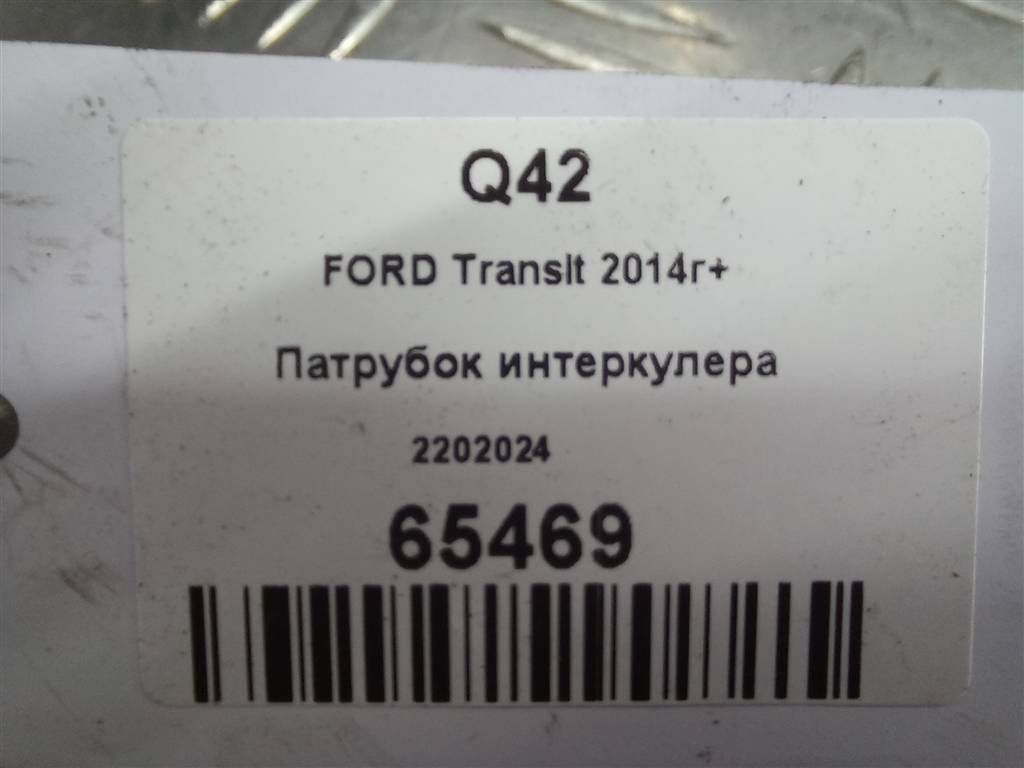 Q42
FORD Transit 2014г+
Патрубок интеркулера
2202024
65469